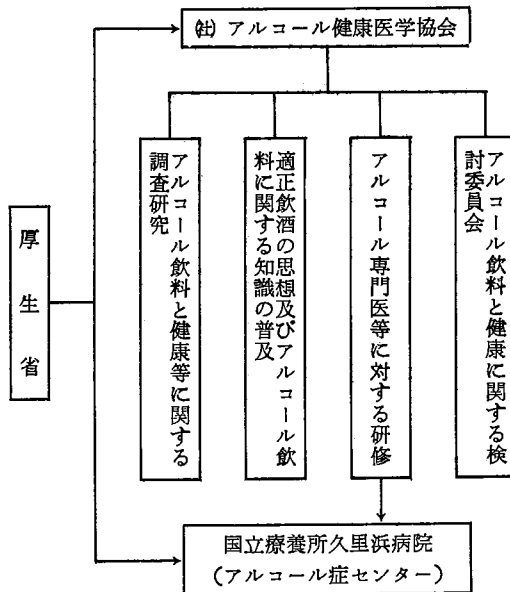 ㈳ アルコール健康医学協会
厚生省
アルコール飲料と健康等に関する
調査研究
適正飲酒の思想及びアルコール飲
料に関する知識の普及
アルコール専門医等に対する研修
アルコール飲料と健康に関する検
討委員会
国立療養所久里浜病院
(アルコール症センター)